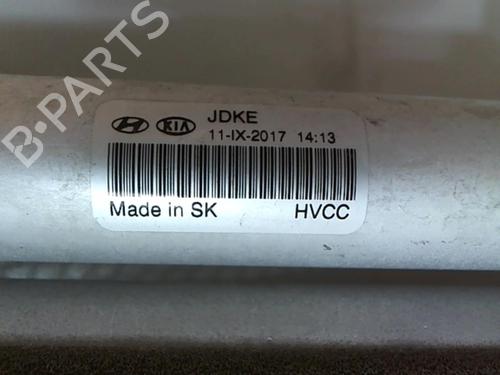 B-PARTS
KIA JDKE
11-IX-2017 14:13
Made in SK HVCC